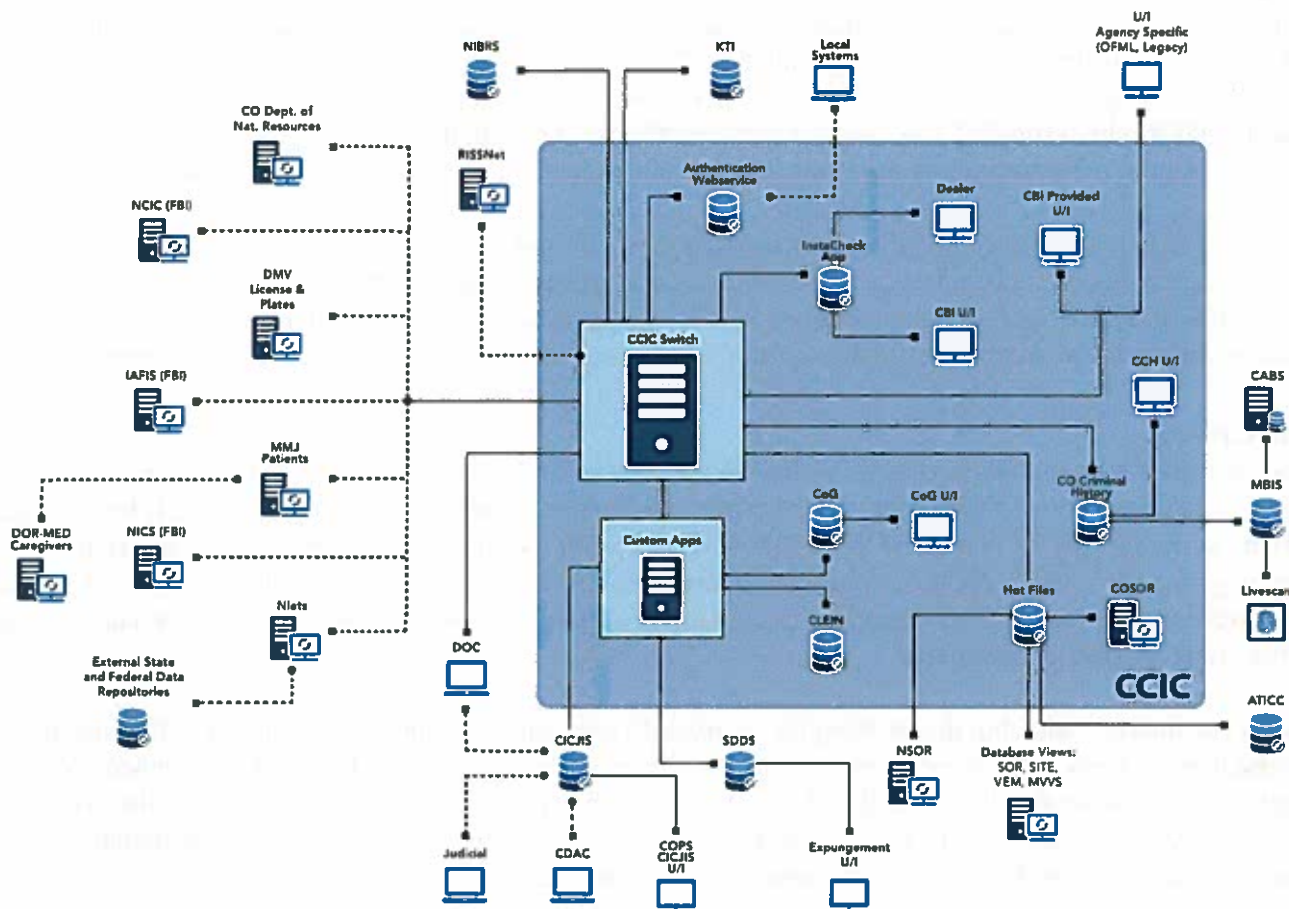 NIBRS
KTI
Local
Systems
U/I
Agency Specific
(OFML, Legacy)
CO Dept. of
Nat. Resources
RISSNet
Authentication
Webservice
Dealer
CBI Provided
U/I
NCIC (FBI)
InstaCheck
App
DMV
License &
Plates
CBI U/I
CCIC Switch
CCH U/I
IAFIS (FBI)
CABS
MMJ
Patients
CO Criminal
History
MBIS
CoG
CoG U/I
DOR-MED
Caregivers
NICS (FBI)
Custom Apps
Hot Files
COSOR
Livescan
Nlets
CLEIN
DOC
External State
and Federal Data
Repositories
CCIC
ATICC
CICJIS
SDDS
NSOR
Database Views:
SOR, SITE,
VEM, MVVS
Judicial
CDAC
COPS
CICJIS
U/I
Expungement
U/I